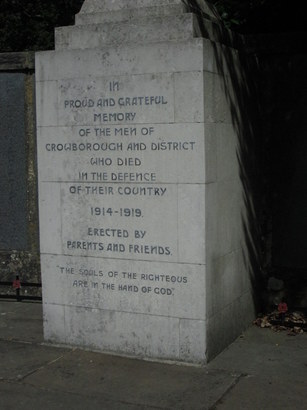 IN
PROUD AND GRATEFUL
MEMORY
OF THE MEN OF
CROWBOROUGH AND DISTRICT
WHO DIED
IN THE DEFENCE
OF THEIR COUNTRY
1914-1919.
ERECTED BY
PARENTS AND FRIENDS.
"THE SOULS OF THE RIGHTEOUS
ARE IN THE HAND OF GOD."